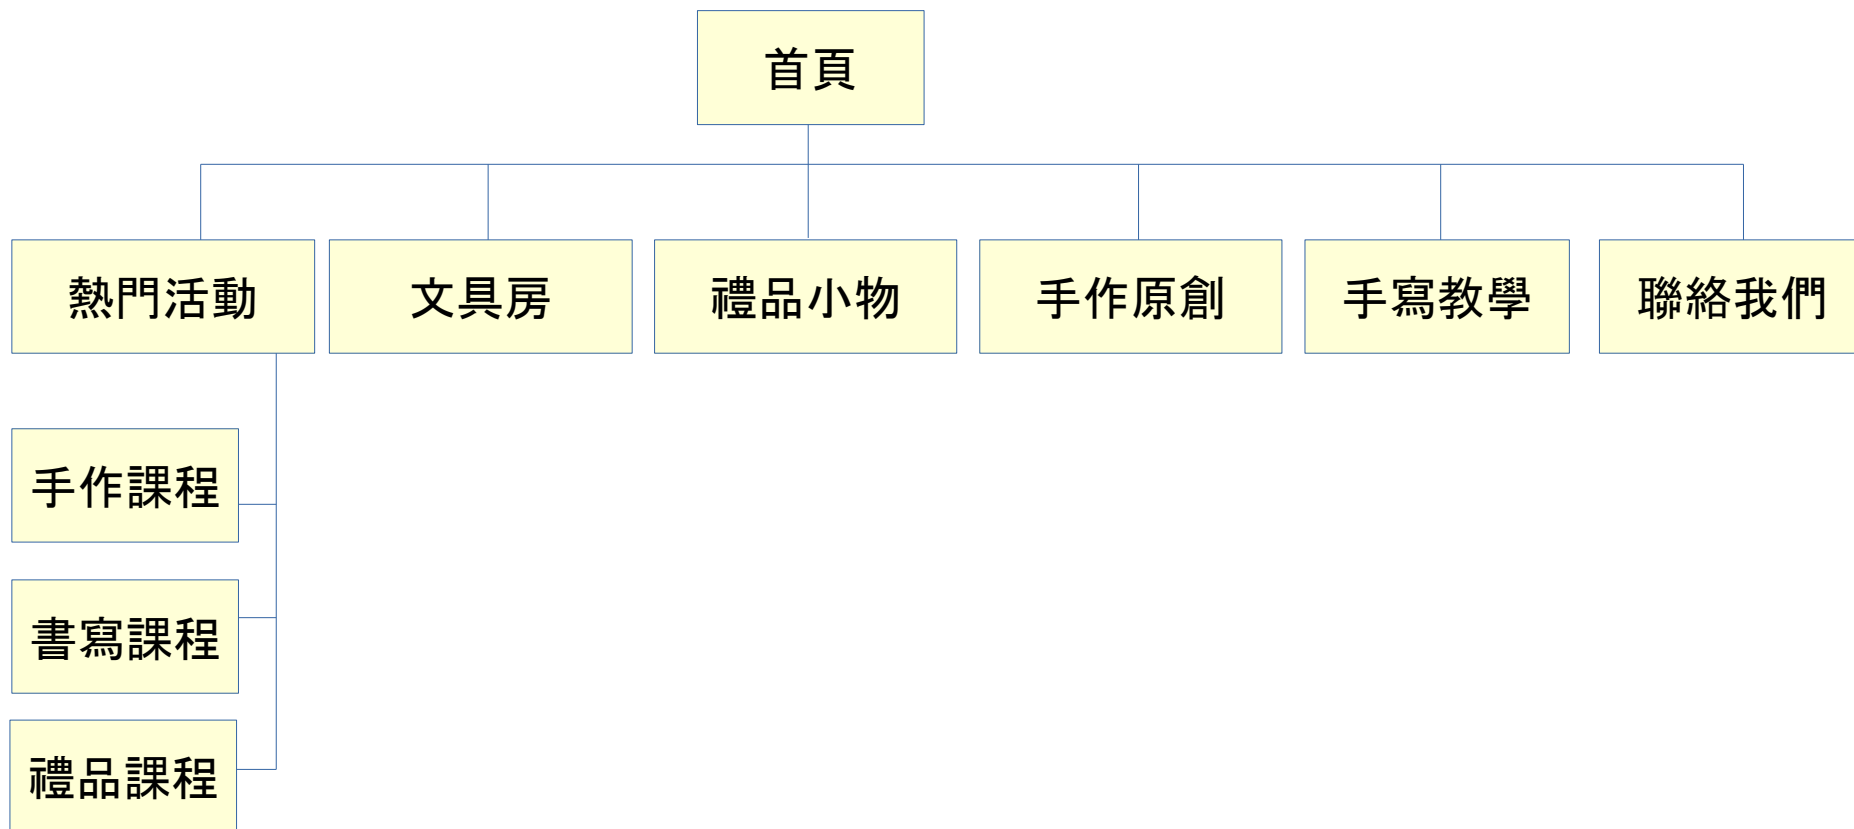 首頁
熱門活動
文具房
禮品小物
手作原創
手寫教學
聯絡我們
手作課程
書寫課程
禮品課程